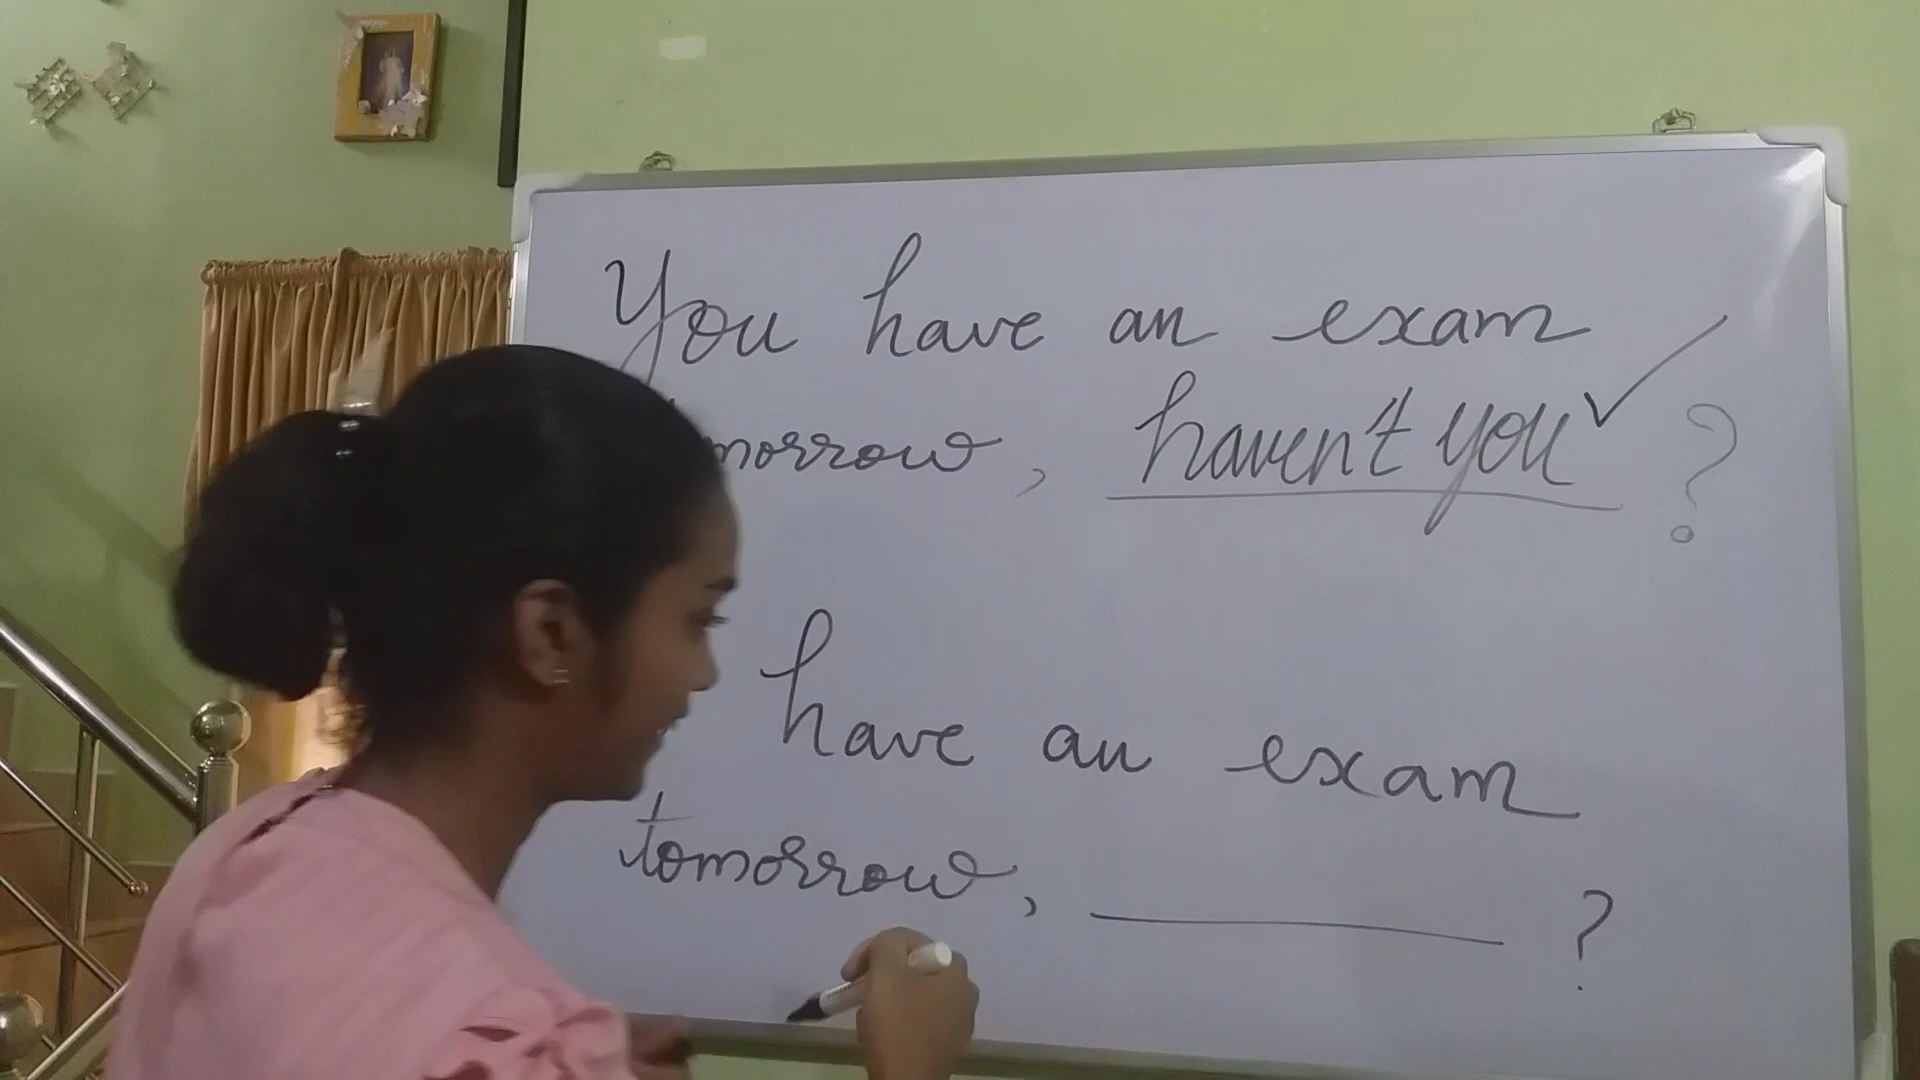 You have an exam
morrow, haven't you ?
have an exam
tomorrow, ?